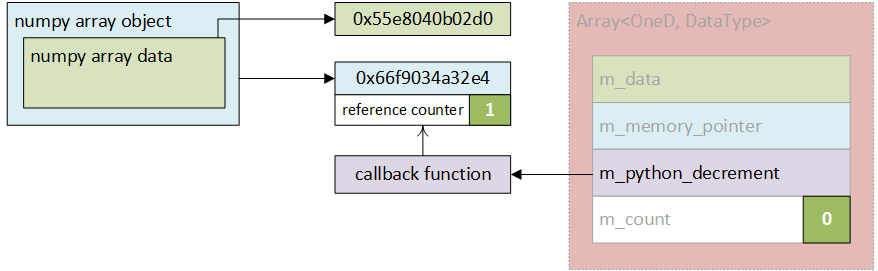 numpy array object
numpy array data
0x55e8040b02d0
0x66f9034a32e4
reference counter 1
callback function
Array<OneD, DataType>
m_data
m_memory_pointer
m_python_decrement
m_count 0